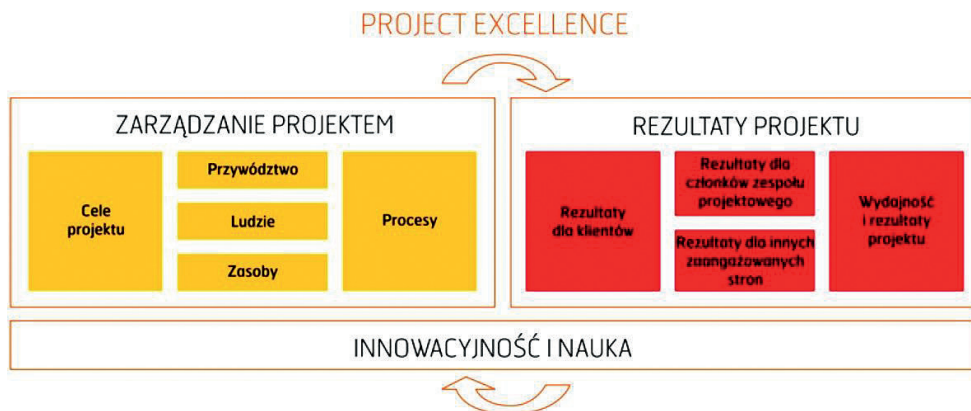 PROJECT EXCELLENCE
ZARZĄDZANIE PROJEKTEM
Cele
projektu
Przywództwo
Ludzie
Zasoby
Procesy
REZULTATY PROJEKTU
Rezultaty
dla klientów
Rezultaty dla
członków zespołu
projektowego
Rezultaty dla innych
zaangażowanych
stron
Wydajność
i rezultaty
projektu
INNOWACYJNOŚĆ I NAUKA